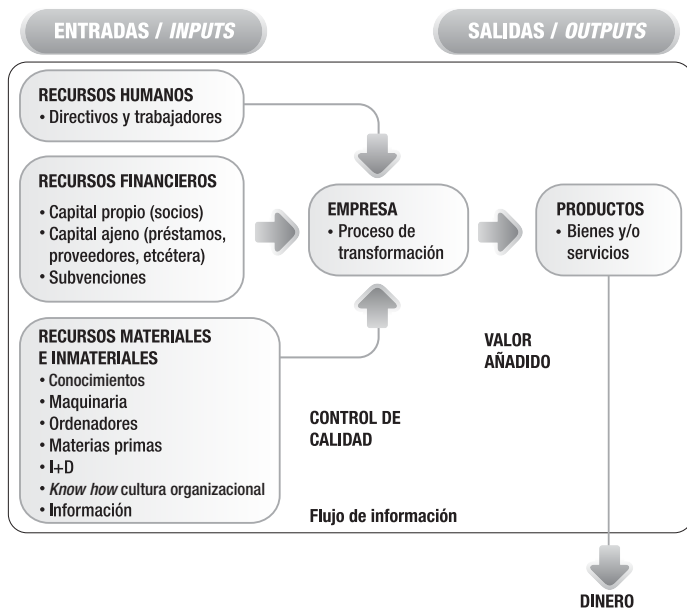 ENTRADAS / INPUTS
SALIDAS / OUTPUTS
RECURSOS HUMANOS
• Directivos y trabajadores
RECURSOS FINANCIEROS
• Capital propio (socios)
• Capital ajeno (préstamos,
proveedores, etcétera)
• Subvenciones
EMPRESA
• Proceso de
transformación
PRODUCTOS
• Bienes y/o
servicios
RECURSOS MATERIALES
E INMATERIALES
• Conocimientos
• Maquinaria
• Ordenadores
• Materias primas
• I+D
• Know how cultura organizacional
• Información
VALOR
AÑADIDO
CONTROL DE
CALIDAD
Flujo de información
DINERO